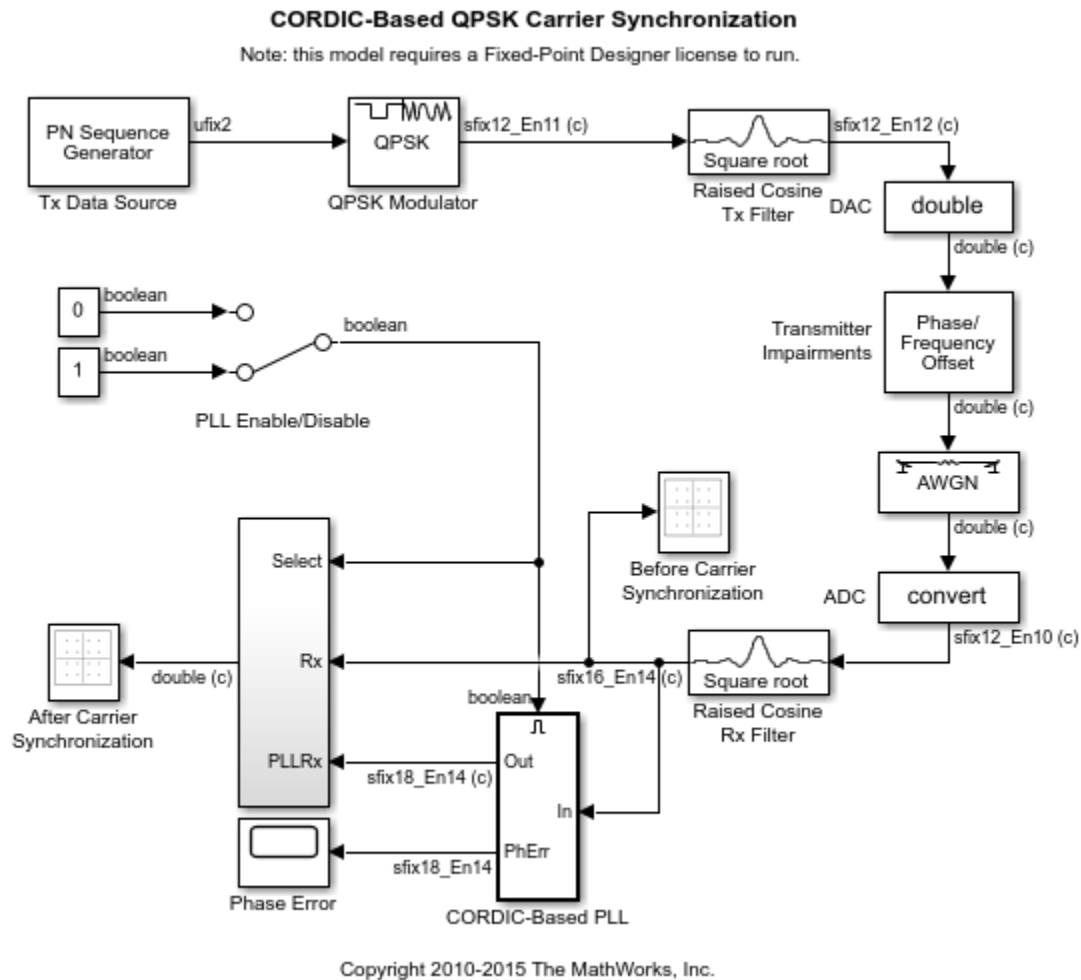 CORDIC-Based QPSK Carrier Synchronization
Note: this model requires a Fixed-Point Designer license to run.
PN Sequence
Generator
Tx Data Source
ufix2
QPSK
QPSK Modulator
sfix12_En11 (c)
Square root
Raised Cosine
Tx Filter
sfix12_En12 (c)
DAC
double
double (c)
Transmitter
Impairments
Phase/
Frequency
Offset
double (c)
AWGN
double (c)
ADC
convert
sfix12_En10 (c)
0
boolean
1
boolean
boolean
PLL Enable/Disable
Before Carrier
Synchronization
Square root
Raised Cosine
Rx Filter
sfix16_En14 (c)
boolean
Select
Rx
PLLRx
double (c)
After Carrier
Synchronization
Out
In
PhErr
sfix18_En14 (c)
sfix18_En14
Phase Error
CORDIC-Based PLL
Copyright 2010-2015 The MathWorks, Inc.